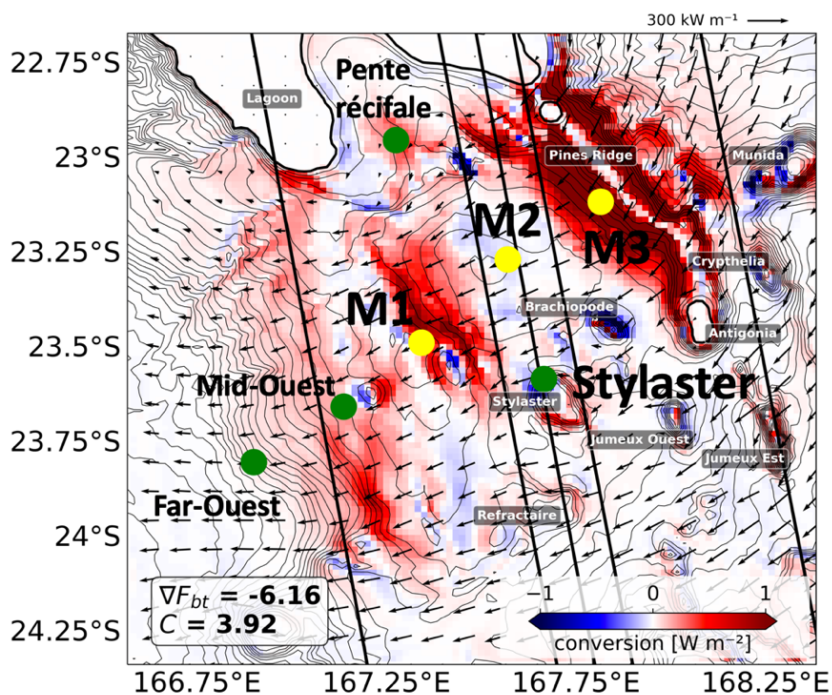 300 kW m⁻¹
22.75°S
23°S
23.25°S
23.5°S
23.75°S
24°S
24.25°S
Lagoon
Pente
récifale
Pines Ridge
Munida
M2
M3
Crypthelia
M1
Brachiopode
Antigonia
Mid-Ouest
Stylaster
Stylaster
Jumeux Ouest
Jumeux Est
Far-Ouest
Refractaire
∇F_bt = -6.16
C = 3.92
-1 0 1
conversion [W m⁻²]
166.75°E 167.25°E 167.75°E 168.25°E